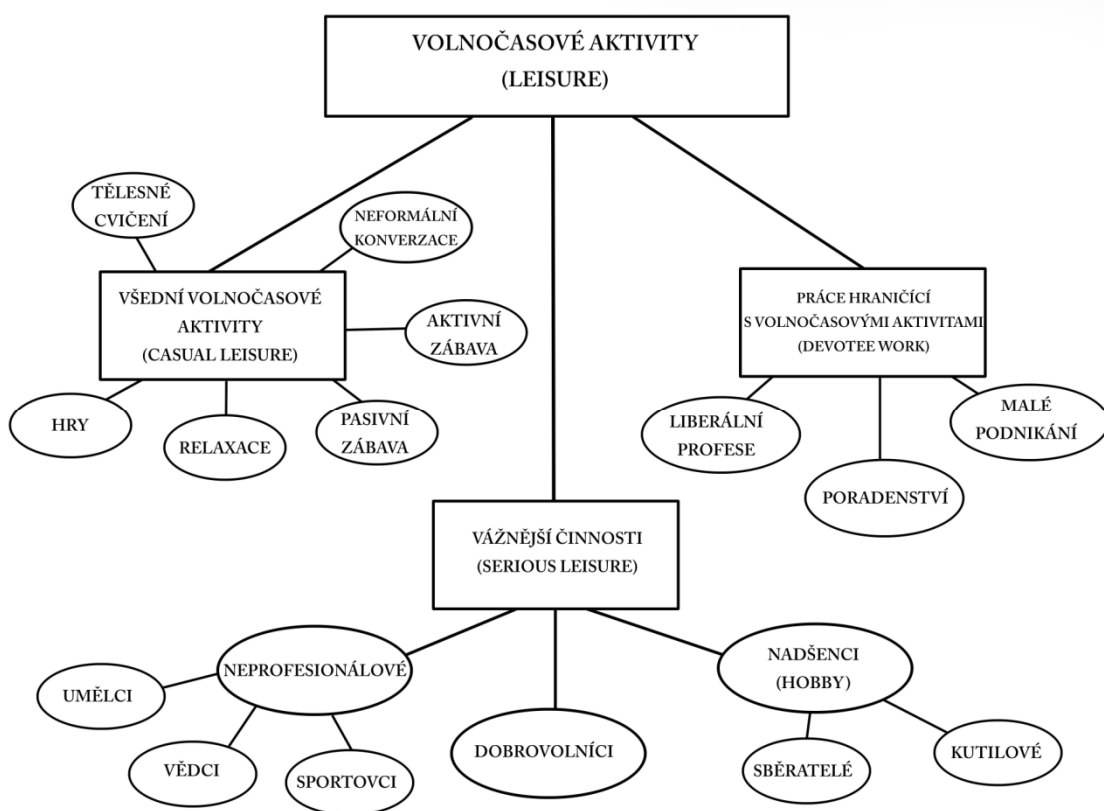 VOLNOČASOVÉ AKTIVITY
(LEISURE)
TĚLESNÉ
CVIČENÍ
NEFORMÁLNÍ
KONVERZACE
VŠEDNÍ VOLNOČASOVÉ
AKTIVITY
(CASUAL LEISURE)
AKTIVNÍ
ZÁBAVA
HRY
RELAXACE
PASIVNÍ
ZÁBAVA
PRÁCE HRANIČÍCÍ
S VOLNOČASOVÝMI AKTIVITAMI
(DEVOTEE WORK)
LIBERÁLNÍ
PROFESE
PORADENSTVÍ
MALÉ
PODNIKÁNÍ
VÁŽNĚJŠÍ ČINNOSTI
(SERIOUS LEISURE)
NEPROFESIONÁLOVÉ
UMĚLCI
VĚDCI
SPORTOVCI
DOBROVOLNÍCI
NADŠENCI
(HOBBY)
SBĚRATELÉ
KUTILOVÉ